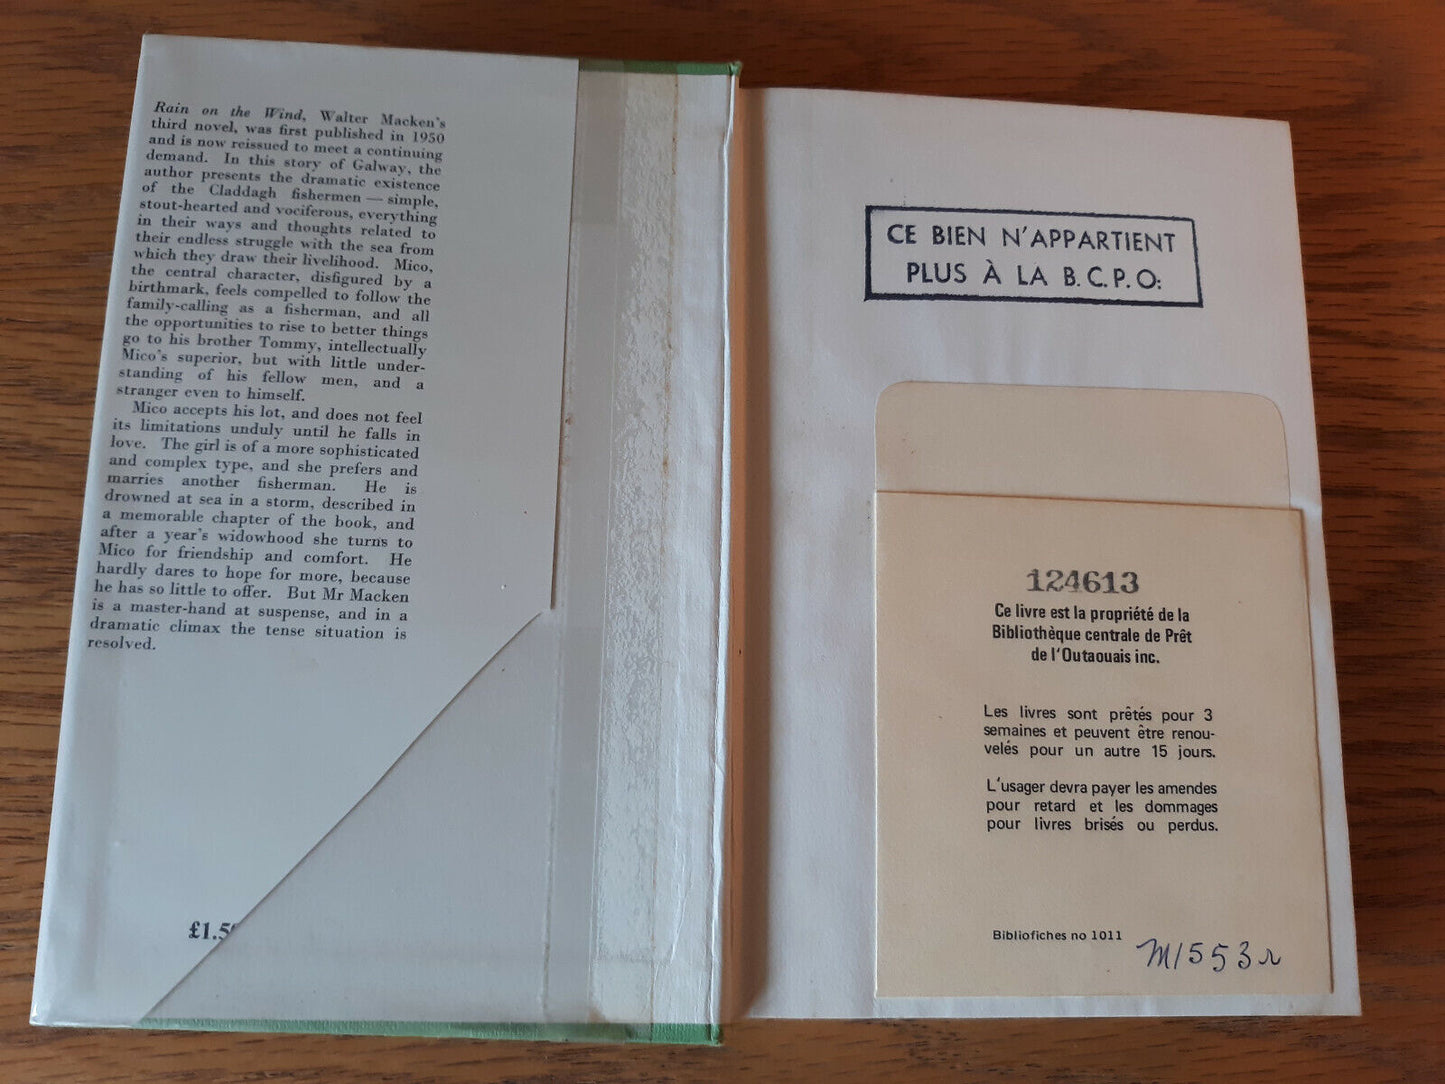 Rain on the Wind, Walter Macken's
third novel, was first published in 1950
and is now reissued to meet a continuing
demand. In this story of Galway, the
author presents the dramatic existence
of the Claddagh fishermen — simple,
stout-hearted and vociferous, everything
in their ways and thoughts related to
their endless struggle with the sea from
which they draw their livelihood. Mico,
the central character, disfigured by a
birthmark, feels compelled to follow the
family-calling as a fisherman, and all
the opportunities to rise to better things
go to his brother Tommy, intellectually
Mico's superior, but with little under-
standing of his fellow men, and a
stranger even to himself.
Mico accepts his lot, and does not feel
its limitations unduly until he falls in
love. The girl is of a more sophisticated
and complex type, and she prefers and
marries another fisherman. He is
drowned at sea in a storm, described in
a memorable chapter of the book, and
after a year's widowhood she turns to
Mico for friendship and comfort. He
hardly dares to hope for more, because
he has so little to offer. But Mr Macken
is a master-hand at suspense, and in a
dramatic climax the tense situation is
resolved.
£1.5
CE BIEN N'APPARTIENT
PLUS À LA B.C.P.O:
124613
Ce livre est la propriété de la
Bibliothèque centrale de Prêt
de l'Outaouais inc.
Les livres sont prêtés pour 3
semaines et peuvent être renou-
velés pour un autre 15 jours.
L'usager devra payer les amendes
pour retard et les dommages
pour livres brisés ou perdus.
Bibliofiches no 1011
M1553r